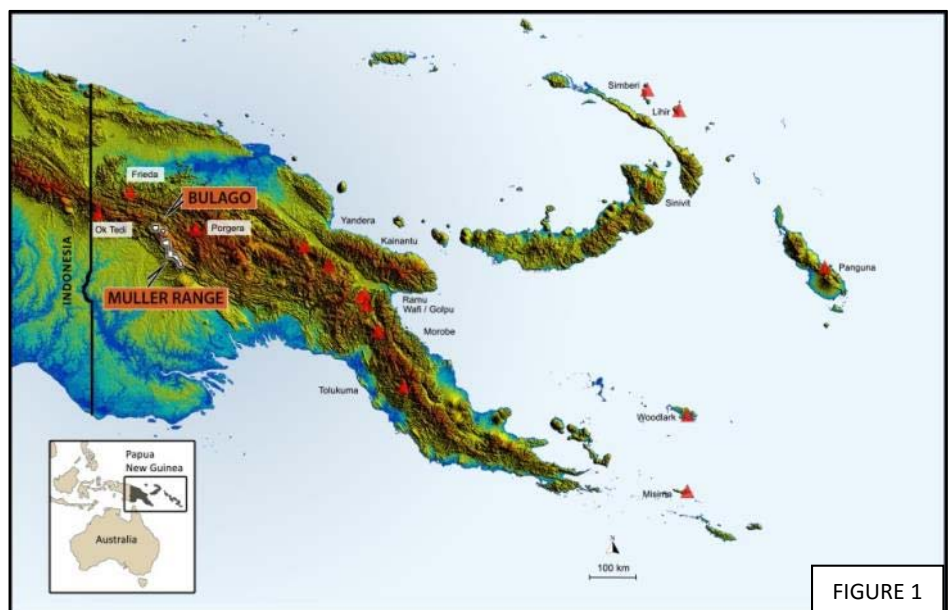 Simberi
Lihir
Frieda
BULAGO
Sinivit
Yandera
Ok Tedi
Porgera
Kainantu
INDONESIA
Panguna
MULLER RANGE
Ramu
Wafi / Golpu
Morobe
Tolukuma
Woodlark
Papua
New Guinea
Misima
Australia
N
100 km
FIGURE 1